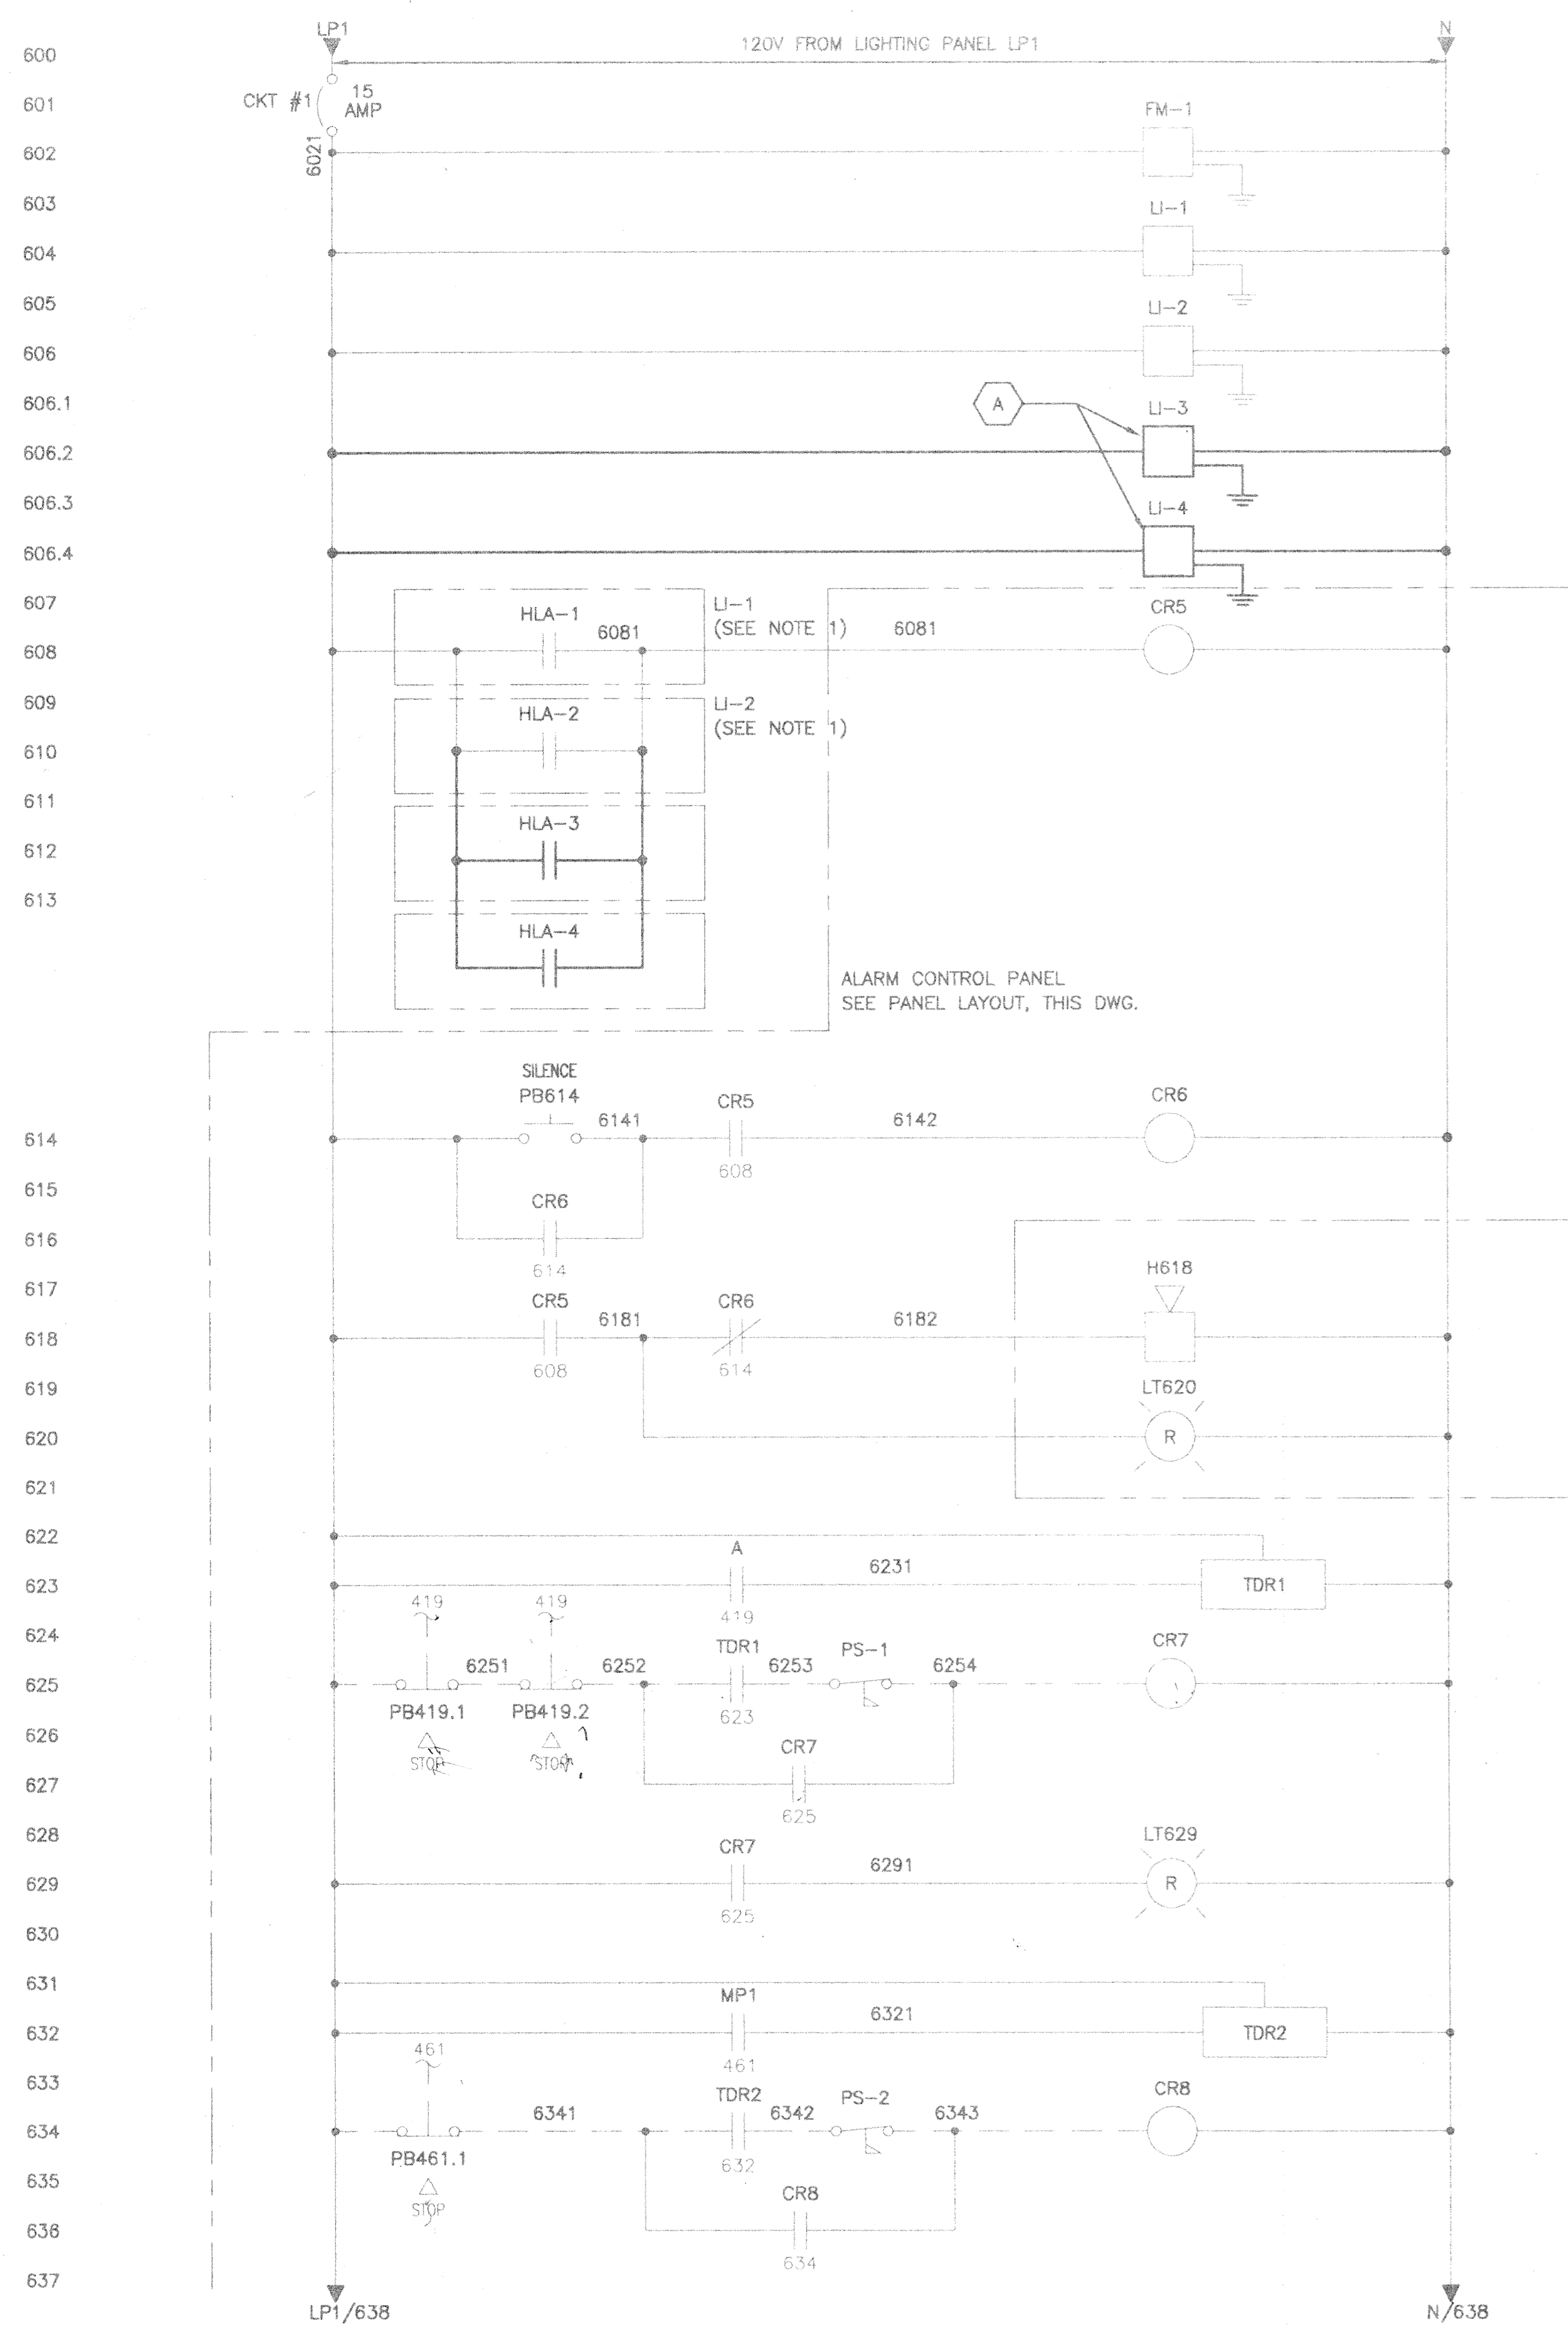 LP1
N
600
120V FROM LIGHTING PANEL LP1
601
CKT #1
15
AMP
FM-1
602
6021
603
LI-1
604
605
LI-2
606
606.1
A
LI-3
606.2
606.3
LI-4
606.4
607
HLA-1
6081
LI-1
(SEE NOTE 1)
6081
CR5
608
609
HLA-2
LI-2
(SEE NOTE 1)
610
611
HLA-3
612
613
HLA-4
ALARM CONTROL PANEL
SEE PANEL LAYOUT, THIS DWG.
SILENCE
PB614
6141
CR5
6142
CR6
614
608
615
CR6
616
614
617
H618
CR5
6181
CR6
6182
618
608
614
619
LT620
620
R
621
622
A
6231
623
TDR1
419
419
419
624
TDR1
PS-1
CR7
6251
6252
6253
6254
625
PB419.1
PB419.2
623
626
STOP
STOP
CR7
627
625
628
CR7
6291
LT629
629
R
625
630
631
MP1
6321
632
TDR2
461
461
633
TDR2
PS-2
CR8
6341
6342
6343
634
PB461.1
632
635
STOP
CR8
636
634
637
LP1/638
N/638